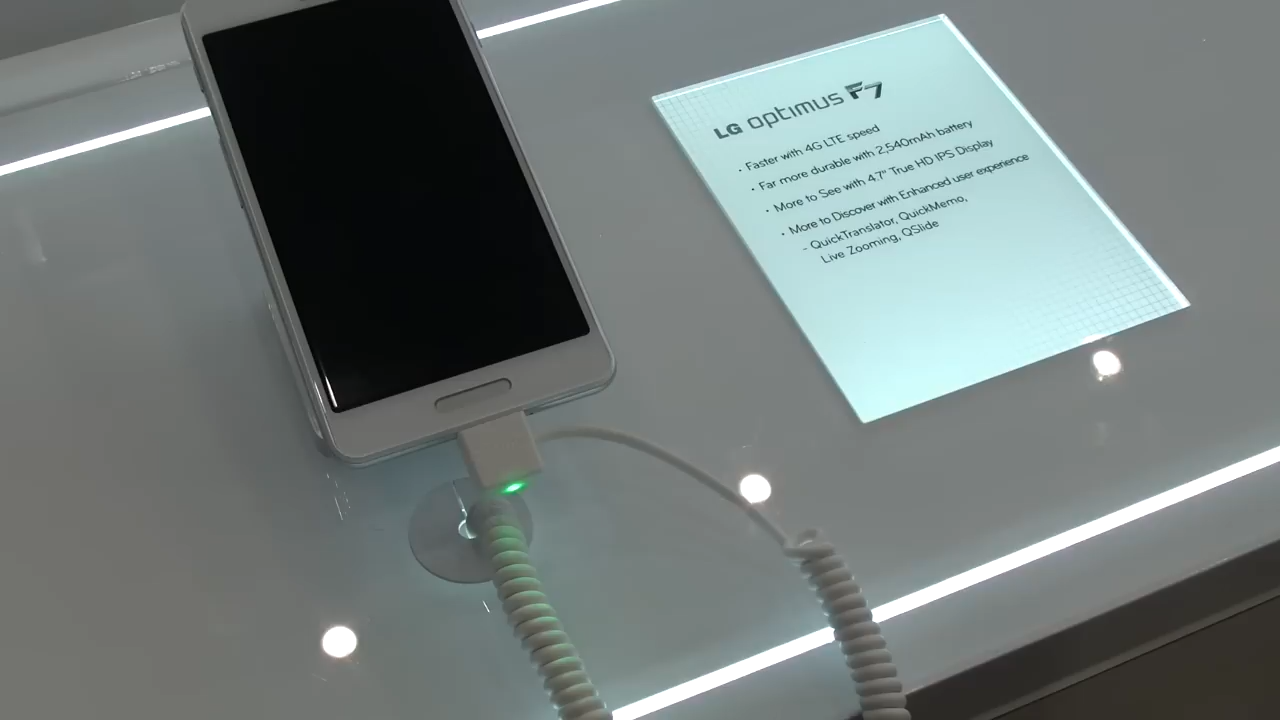 LG optimus F7
· Faster with 4G LTE speed
· Far more durable with 2,540mAh battery
· More to See with 4.7" True HD IPS Display
· More to Discover with Enhanced user experience
- QuickTranslator, QuickMemo,
Live Zooming, QSlide